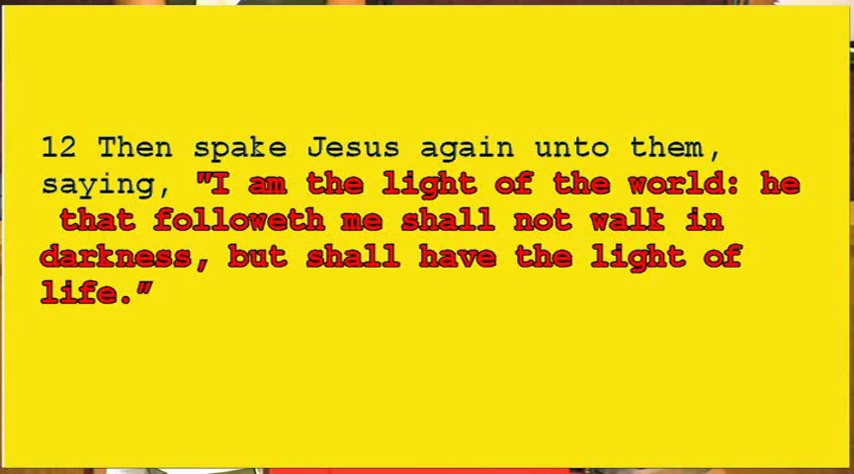 12 Then spake Jesus again unto them,
saying, "I am the light of the world: he
that followeth me shall not walk in
darkness, but shall have the light of
life.”